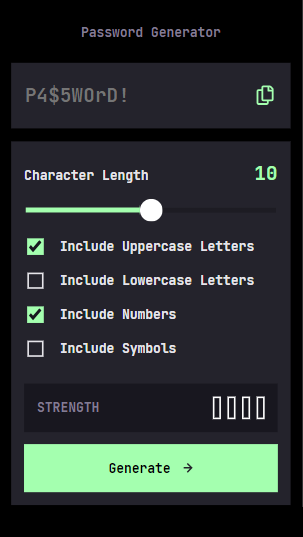 Password Generator
P4$5W0rD!
Character Length
10
Include Uppercase Letters
Include Lowercase Letters
Include Numbers
Include Symbols
STRENGTH
Generate →